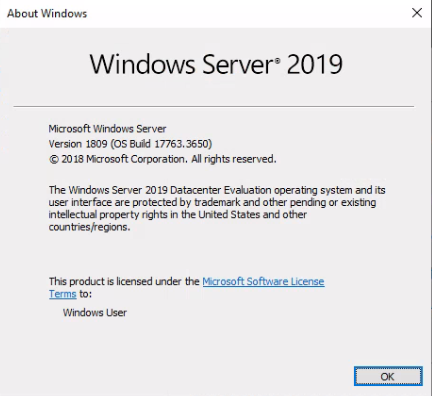 About Windows
Windows Server® 2019
Microsoft Windows Server
Version 1809 (OS Build 17763.3650)
© 2018 Microsoft Corporation. All rights reserved.
The Windows Server 2019 Datacenter Evaluation operating system and its
user interface are protected by trademark and other pending or existing
intellectual property rights in the United States and other
countries/regions.
This product is licensed under the Microsoft Software License
Terms to:
Windows User
OK